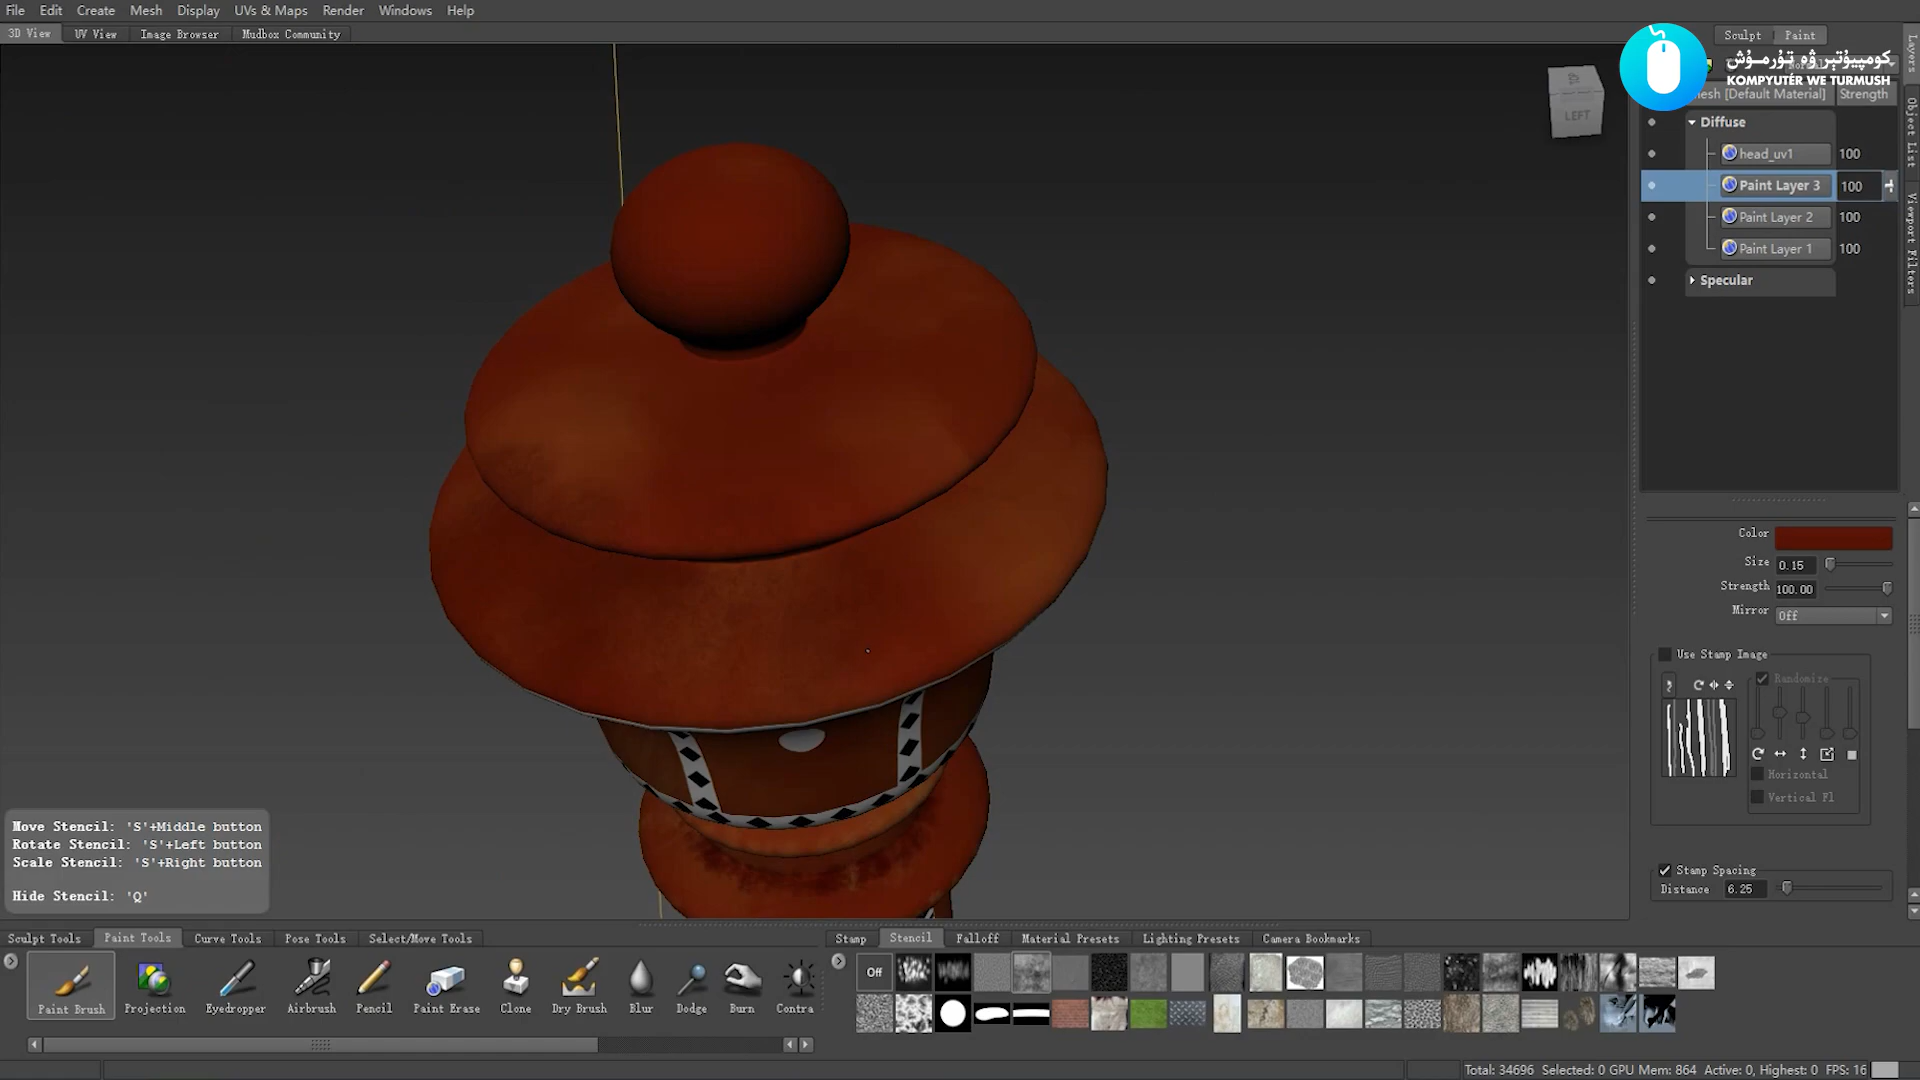 File Edit Create Mesh Display UVs & Maps Render Windows Help
3D View UV View Image Browser Mudbox Community
Sculpt Paint
كومپيۇتېر ۋە تۇرمۇش
KOMPYUTÉR WE TURMUSH
[Default Material] Strength
Layers
Object List
Viewport Filters
LEFT
Diffuse
head_uv1 100
Paint Layer 3 100
Paint Layer 2 100
Paint Layer 1 100
Specular
Color
Size 0.15
Strength 100.00
Mirror Off
Use Stamp Image
Randomize
Horizontal
Vertical Fl
Stamp Spacing
Distance 6.25
Move Stencil: 'S'+Middle button
Rotate Stencil: 'S'+Left button
Scale Stencil: 'S'+Right button
Hide Stencil: 'Q'
Sculpt Tools Paint Tools Curve Tools Pose Tools Select/Move Tools
Stamp Stencil Falloff Material Presets Lighting Presets Camera Bookmarks
Off
Paint Brush Projection Eyedropper Airbrush Pencil Paint Erase Clone Dry Brush Blur Dodge Burn Contra
Total: 34696 Selected: 0 GPU Mem: 864 Active: 0, Highest: 0 FPS: 16